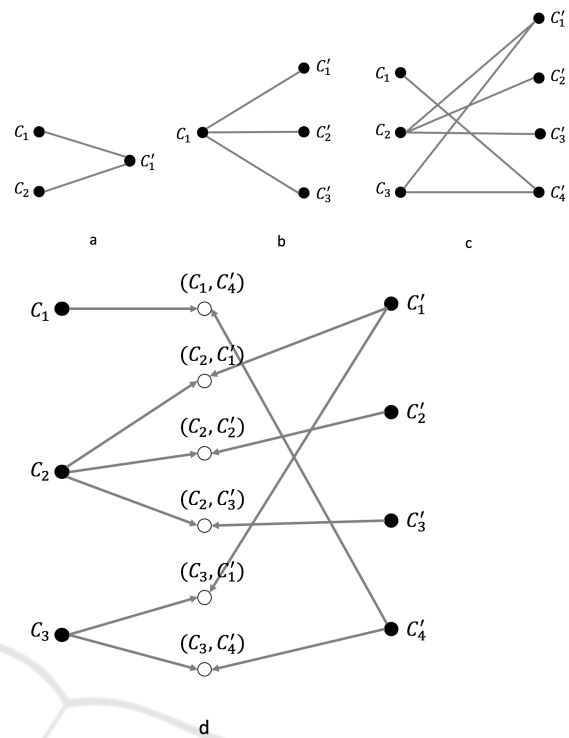 C₁
C₂
C′₁
a
C₁
C′₁
C′₂
C′₃
b
C₁
C₂
C₃
C′₁
C′₂
C′₃
C′₄
c
C₁
C₂
C₃
(C₁, C′₄)
(C₂, C′₁)
(C₂, C′₂)
(C₂, C′₃)
(C₃, C′₁)
(C₃, C′₄)
C′₁
C′₂
C′₃
C′₄
d